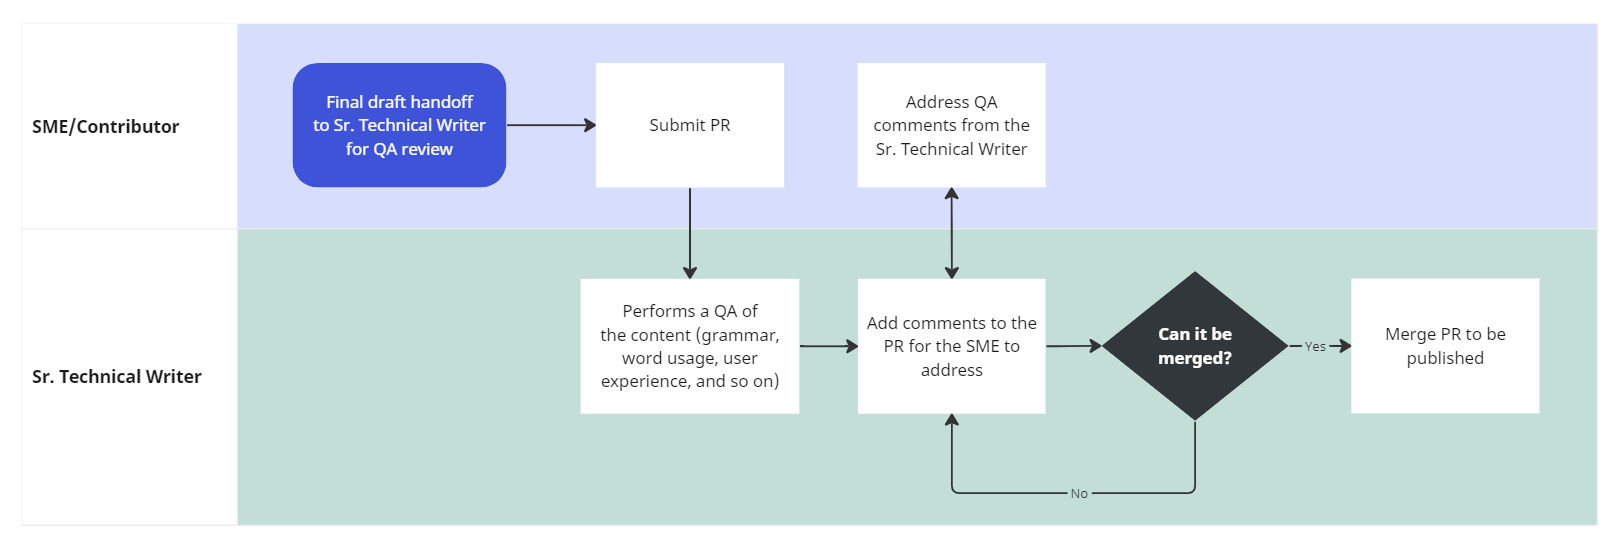 SME/Contributor
Final draft handoff
to Sr. Technical Writer
for QA review
Submit PR
Address QA
comments from the
Sr. Technical Writer
Sr. Technical Writer
Performs a QA of
the content (grammar,
word usage, user
experience, and so on)
Add comments to the
PR for the SME to
address
Can it be
merged?
Yes
Merge PR to be
published
No